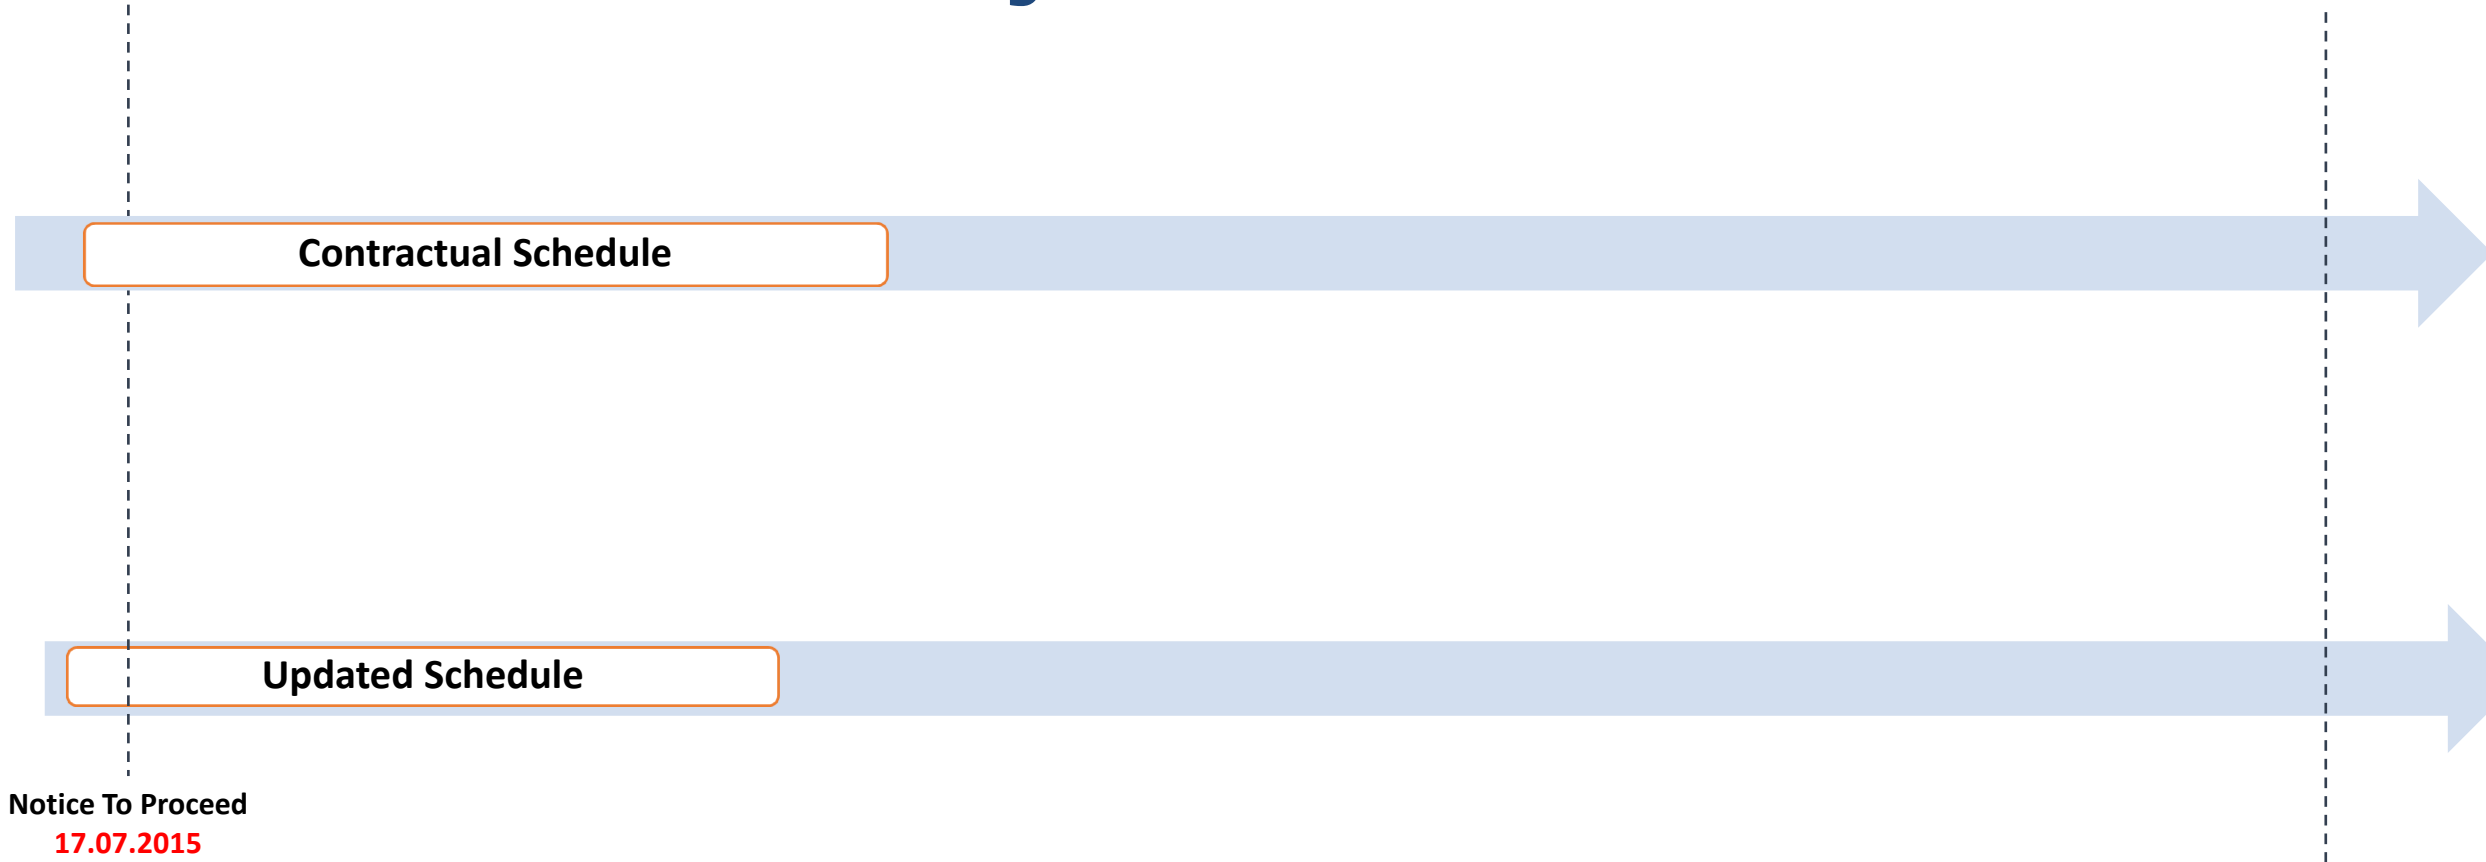 Contractual Schedule
Updated Schedule
Notice To Proceed
17.07.2015